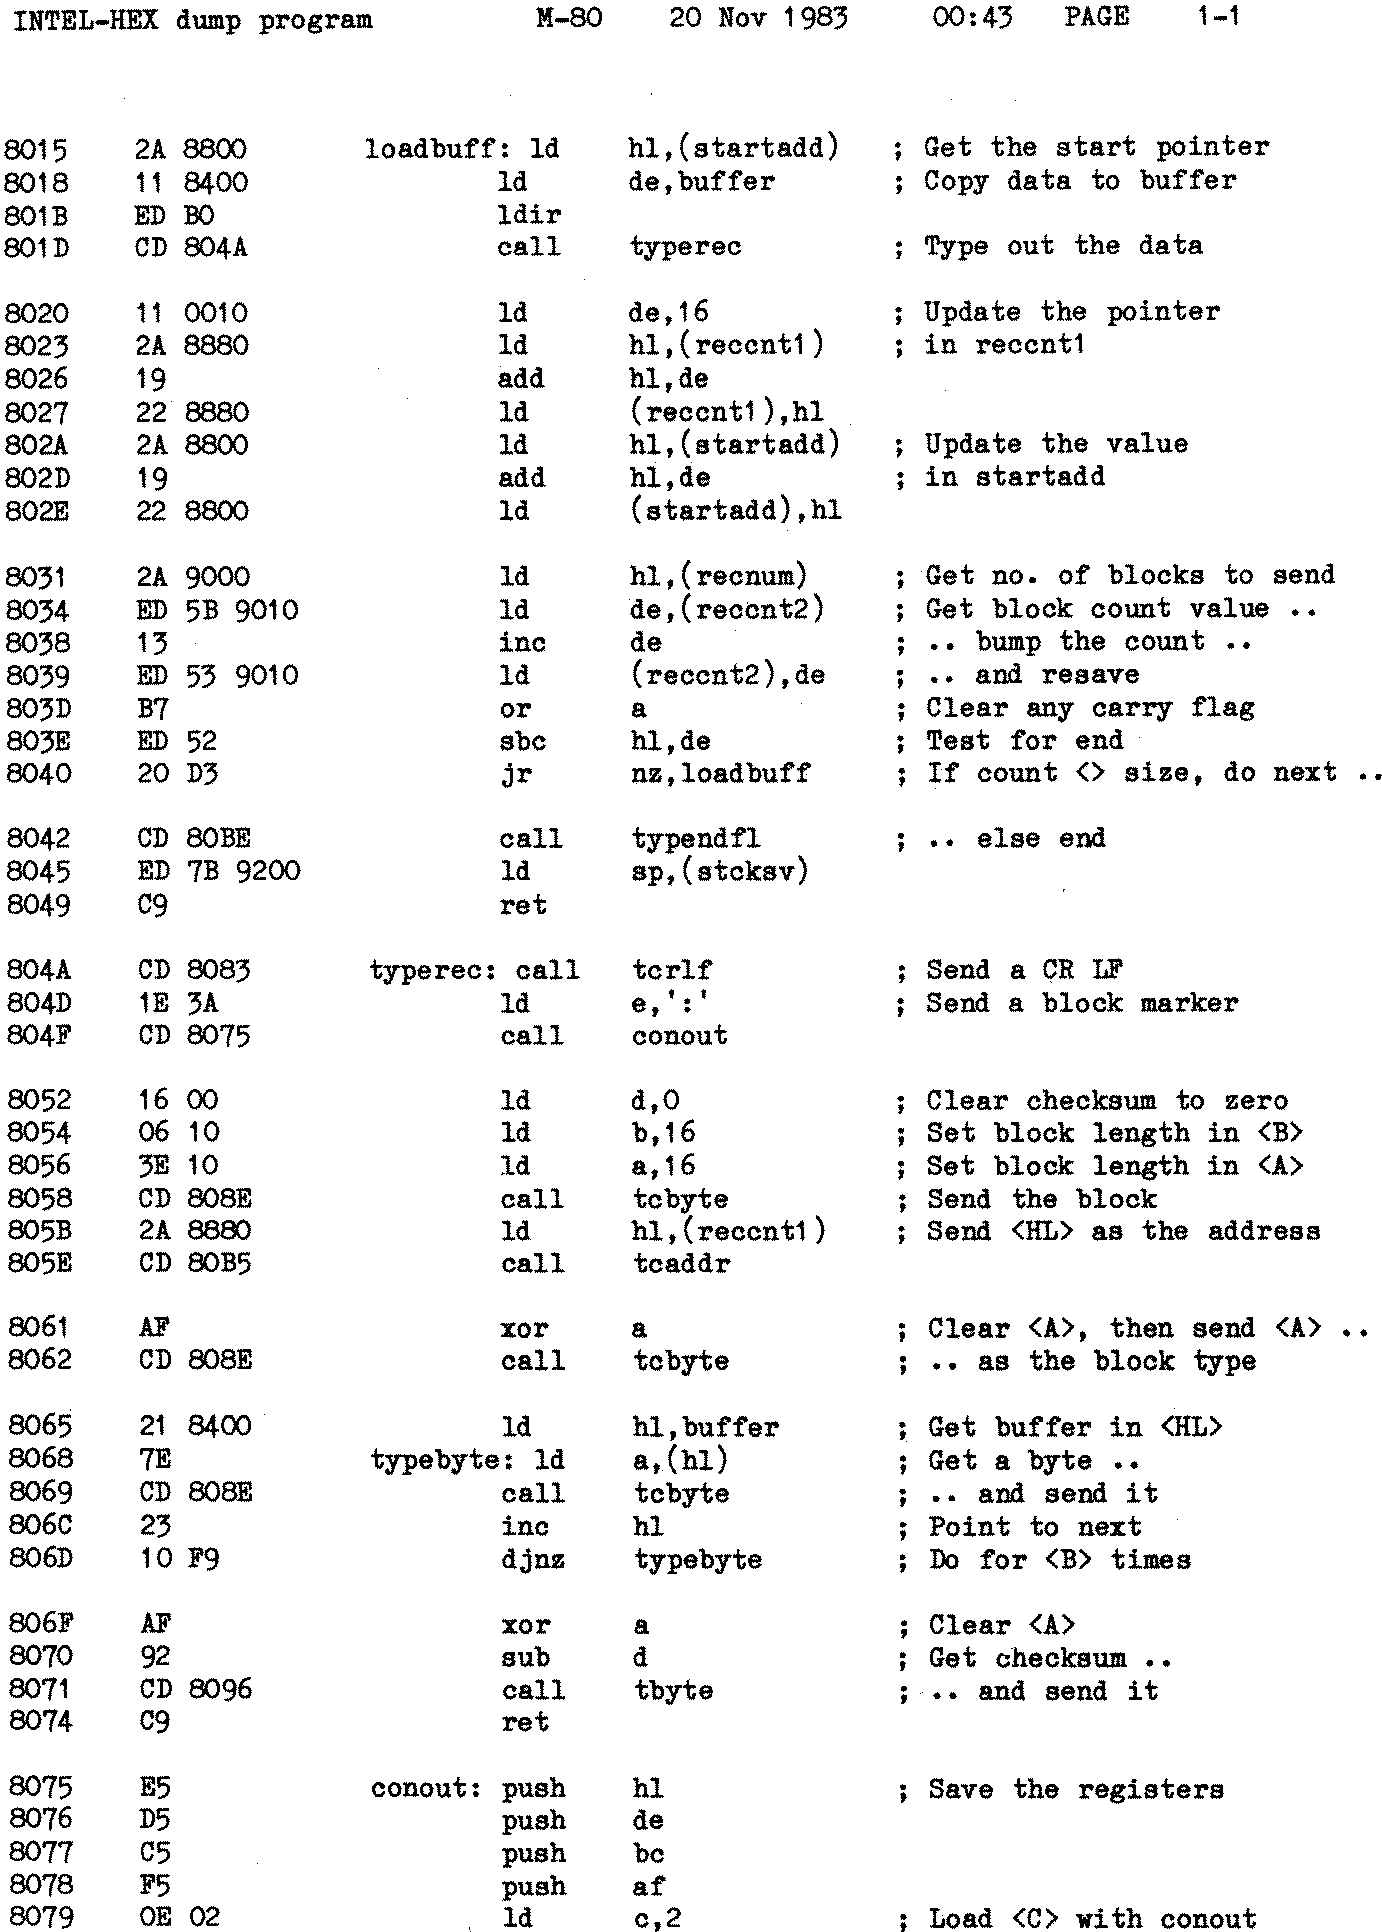 INTEL-HEX dump program M-80 20 Nov 1983 00:43 PAGE 1-1
8015 2A 8800 loadbuff: ld hl,(startadd) ; Get the start pointer
8018 11 8400 ld de,buffer ; Copy data to buffer
801B ED B0 ldir
801D CD 804A call typerec ; Type out the data
8020 11 0010 ld de,16 ; Update the pointer
8023 2A 8880 ld hl,(reccnt1) ; in reccnt1
8026 19 add hl,de
8027 22 8880 ld (reccnt1),hl
802A 2A 8800 ld hl,(startadd) ; Update the value
802D 19 add hl,de ; in startadd
802E 22 8800 ld (startadd),hl
8031 2A 9000 ld hl,(recnum) ; Get no. of blocks to send
8034 ED 5B 9010 ld de,(reccnt2) ; Get block count value ..
8038 13 inc de ; .. bump the count ..
8039 ED 53 9010 ld (reccnt2),de ; .. and resave
803D B7 or a ; Clear any carry flag
803E ED 52 sbc hl,de ; Test for end
8040 20 D3 jr nz,loadbuff ; If count <> size, do next ..
8042 CD 80BE call typendfl ; .. else end
8045 ED 7B 9200 ld sp,(stcksv)
8049 C9 ret
804A CD 8083 typerec: call tcrlf ; Send a CR LF
804D 1E 3A ld e,':' ; Send a block marker
804F CD 8075 call conout
8052 16 00 ld d,0 ; Clear checksum to zero
8054 06 10 ld b,16 ; Set block length in <B>
8056 3E 10 ld a,16 ; Set block length in <A>
8058 CD 808E call tcbyte ; Send the block
805B 2A 8880 ld hl,(reccnt1) ; Send <HL> as the address
805E CD 80B5 call tcaddr
8061 AF xor a ; Clear <A>, then send <A> ..
8062 CD 808E call tcbyte ; .. as the block type
8065 21 8400 ld hl,buffer ; Get buffer in <HL>
8068 7E typebyte: ld a,(hl) ; Get a byte ..
8069 CD 808E call tcbyte ; .. and send it
806C 23 inc hl ; Point to next
806D 10 F9 djnz typebyte ; Do for <B> times
806F AF xor a ; Clear <A>
8070 92 sub d ; Get checksum ..
8071 CD 8096 call tbyte ; .. and send it
8074 C9 ret
8075 E5 conout: push hl ; Save the registers
8076 D5 push de
8077 C5 push bc
8078 F5 push af
8079 0E 02 ld c,2 ; Load <C> with conout